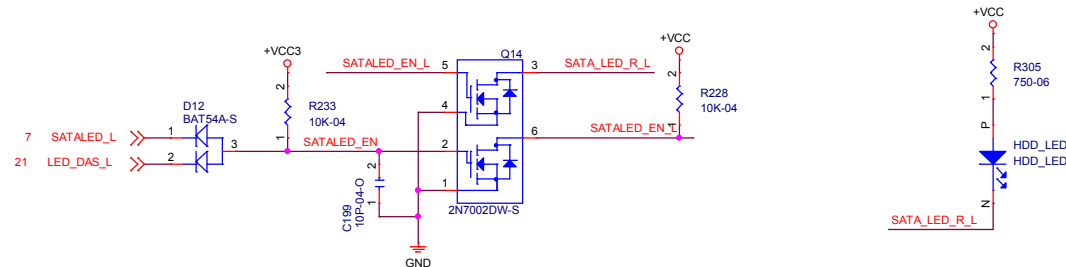 +VCC
+VCC3
+VCC
Q14
SATALED_EN_L
5
3
SATA_LED_R_L
2
R305
750-06
1
2
R233
10K-04
1
2
R228
10K-04
1
4
D12
BAT54A-S
7 SATALED_L
1
3
SATALED_EN
2
6
SATALED_EN_L
21 LED_DAS_L
2
P
HDD_LED
HDD_LED
N
2
C199
10P-04-O
1
1
2N7002DW-S
SATA_LED_R_L
GND